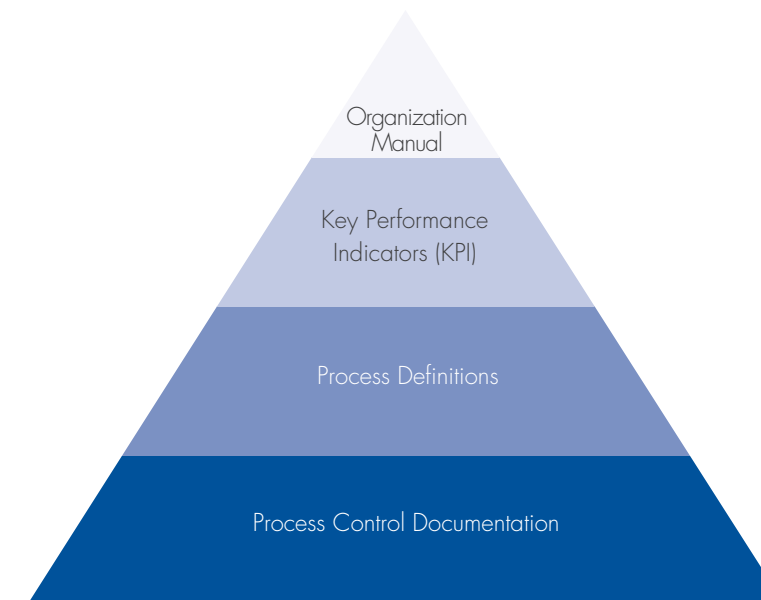 Organization
Manual
Key Performance
Indicators (KPI)
Process Definitions
Process Control Documentation